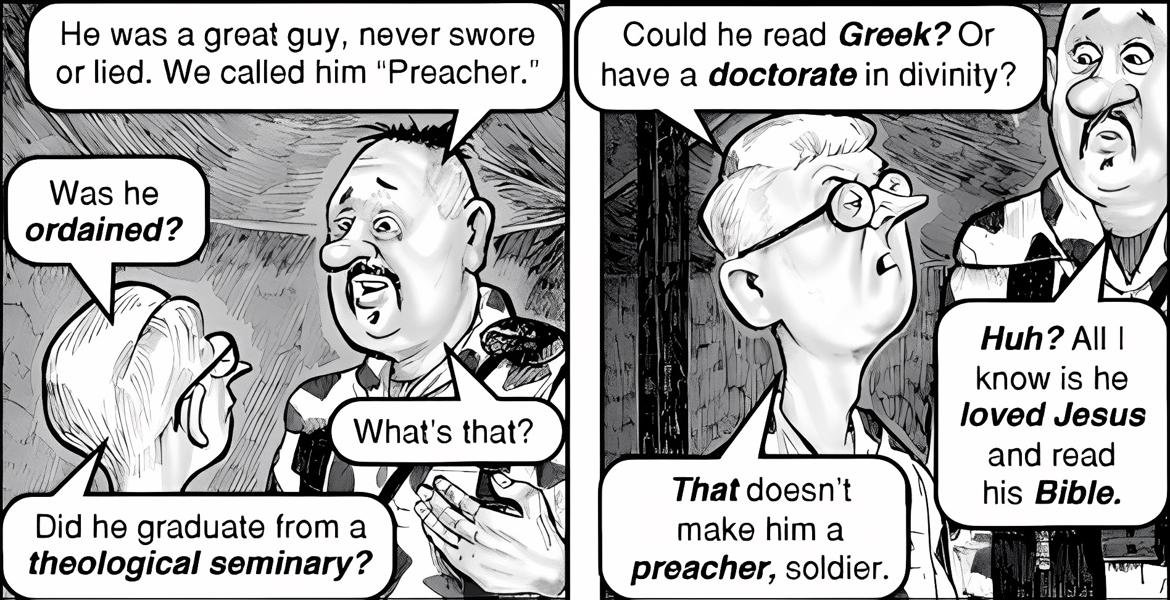 He was a great guy, never swore
or lied. We called him “Preacher.”
Was he
ordained?
What's that?
Did he graduate from a
theological seminary?
Could he read Greek? Or
have a doctorate in divinity?
Huh? All I
know is he
loved Jesus
and read
his Bible.
That doesn't
make him a
preacher, soldier.